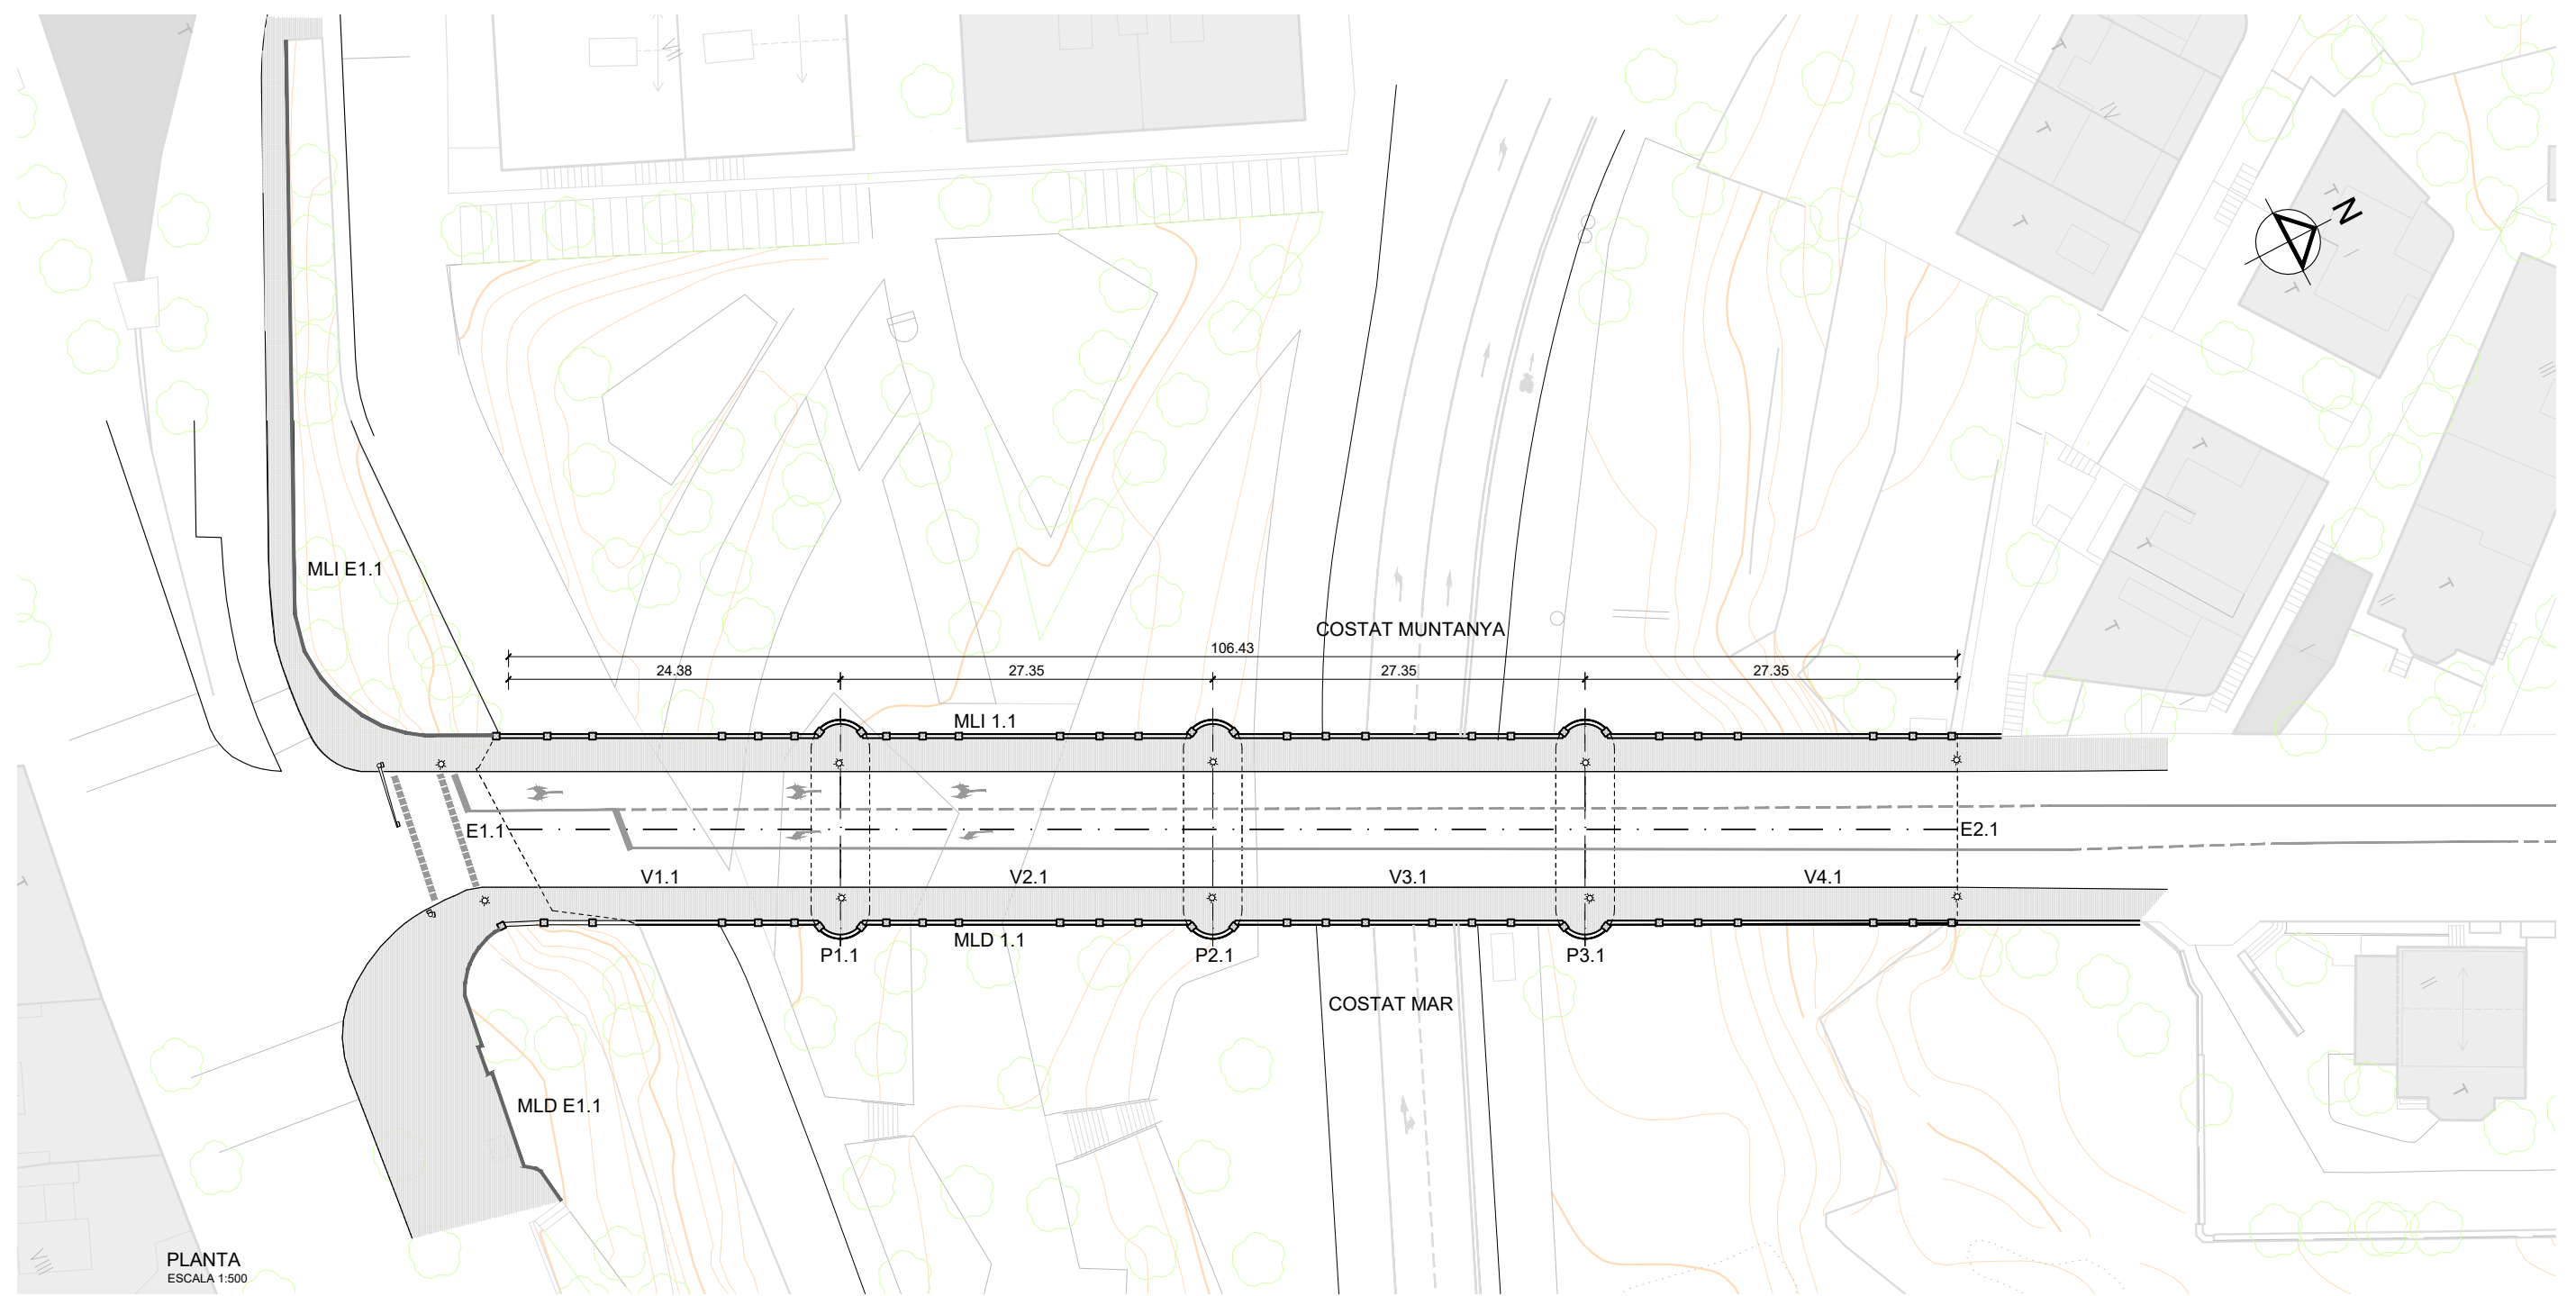 N
MLI E1.1
COSTAT MUNTANYA
106.43
24.38
27.35
27.35
27.35
MLI 1.1
E1.1
E2.1
V1.1
V2.1
V3.1
V4.1
MLD 1.1
P1.1
P2.1
P3.1
COSTAT MAR
MLD E1.1
PLANTA
ESCALA 1:500